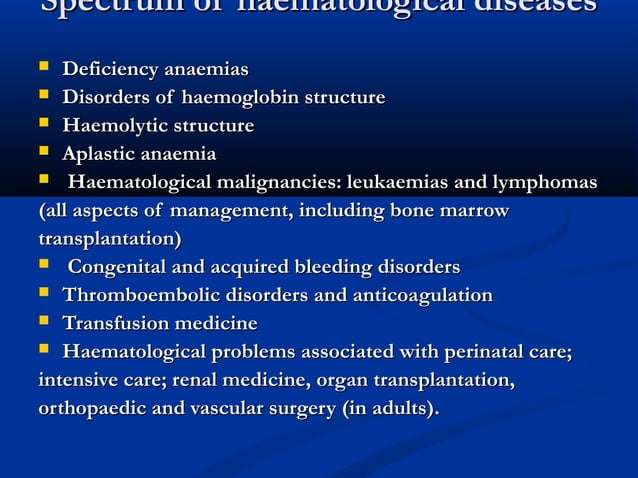 Spectrum of haematological diseases
Deficiency anaemias
Disorders of haemoglobin structure
Haemolytic structure
Aplastic anaemia
Haematological malignancies: leukaemias and lymphomas
(all aspects of management, including bone marrow
transplantation)
Congenital and acquired bleeding disorders
Thromboembolic disorders and anticoagulation
Transfusion medicine
Haematological problems associated with perinatal care;
intensive care; renal medicine, organ transplantation,
orthopaedic and vascular surgery (in adults).